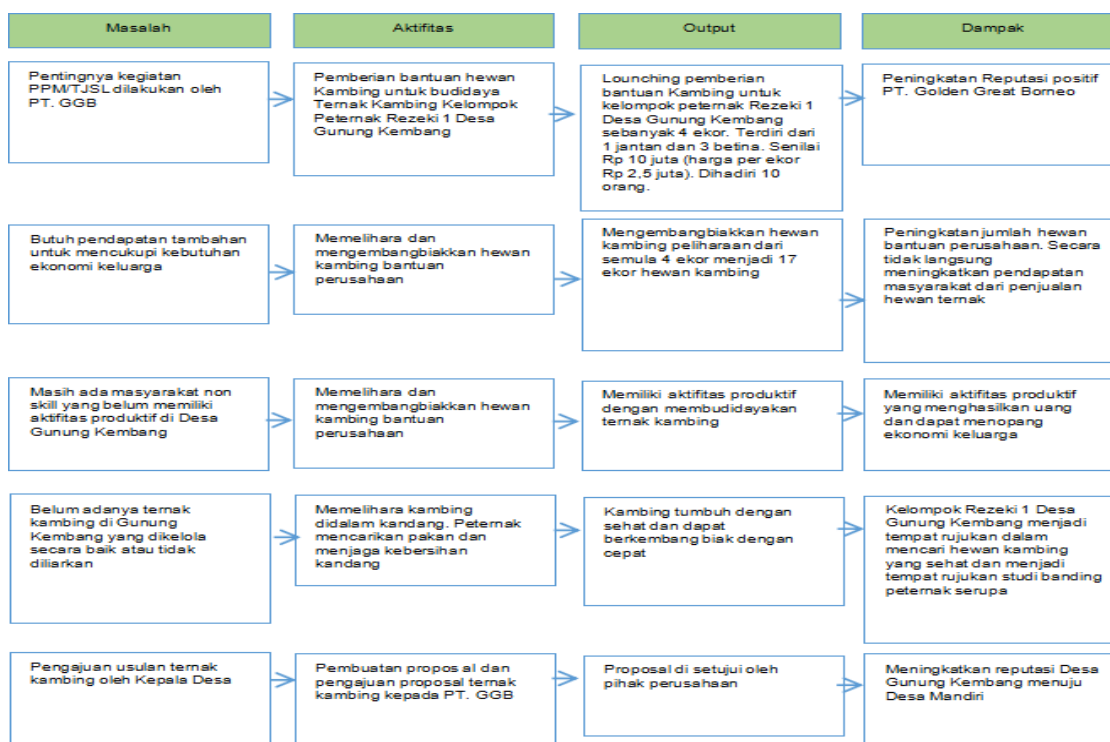 Masalah
Aktifitas
Output
Dampak
Pentingnya kegiatan
PPM/TJSL dilakukan oleh
PT. GGB
Pemberian bantuan hewan
Kambing untuk budidaya
Ternak Kambing Kelompok
Peternak Rezeki 1 Desa
Gunung Kembang
Lounching pemberian
bantuan Kambing untuk
kelompok peternak Rezeki 1
Desa Gunung Kembang
sebanyak 4 ekor. Terdiri dari
1 jantan dan 3 betina. Senilai
Rp 10 juta (harga per ekor
Rp 2,5 juta). Dihadiri 10
orang.
Peningkatan Reputasi positif
PT. Golden Great Borneo
Butuh pendapatan tambahan
untuk mencukupi kebutuhan
ekonomi keluarga
Memelihara dan
mengembangbiakkan hewan
kambing bantuan
perusahaan
Mengembangbiakkan hewan
kambing peliharaan dari
semula 4 ekor menjadi 17
ekor hewan kambing
Peningkatan jumlah hewan
bantuan perusahaan. Secara
tidak langsung
meningkatkan pendapatan
masyarakat dari penjualan
hewan ternak
Masih ada masyarakat non
skill yang belum memiliki
aktifitas produktif di Desa
Gunung Kembang
Memelihara dan
mengembangbiakkan hewan
kambing bantuan
perusahaan
Memiliki aktifitas produktif
dengan membudidayakan
ternak kambing
Memiliki aktifitas produktif
yang menghasilkan uang
dan dapat menopang
ekonomi keluarga
Belum adanya ternak
kambing di Gunung
Kembang yang dikelola
secara baik atau tidak
diliarkan
Memelihara kambing
didalam kandang. Peternak
mencarikan pakan dan
menjaga kebersihan
kandang
Kambing tumbuh dengan
sehat dan dapat
berkembang biak dengan
cepat
Kelompok Rezeki 1 Desa
Gunung Kembang menjadi
tempat rujukan dalam
mencari hewan kambing
yang sehat dan menjadi
tempat rujukan studi banding
peternak serupa
Pengajuan usulan ternak
kambing oleh Kepala Desa
Pembuatan proposal dan
pengajuan proposal ternak
kambing kepada PT. GGB
Proposal di setujui oleh
pihak perusahaan
Meningkatkan reputasi Desa
Gunung Kembang menuju
Desa Mandiri